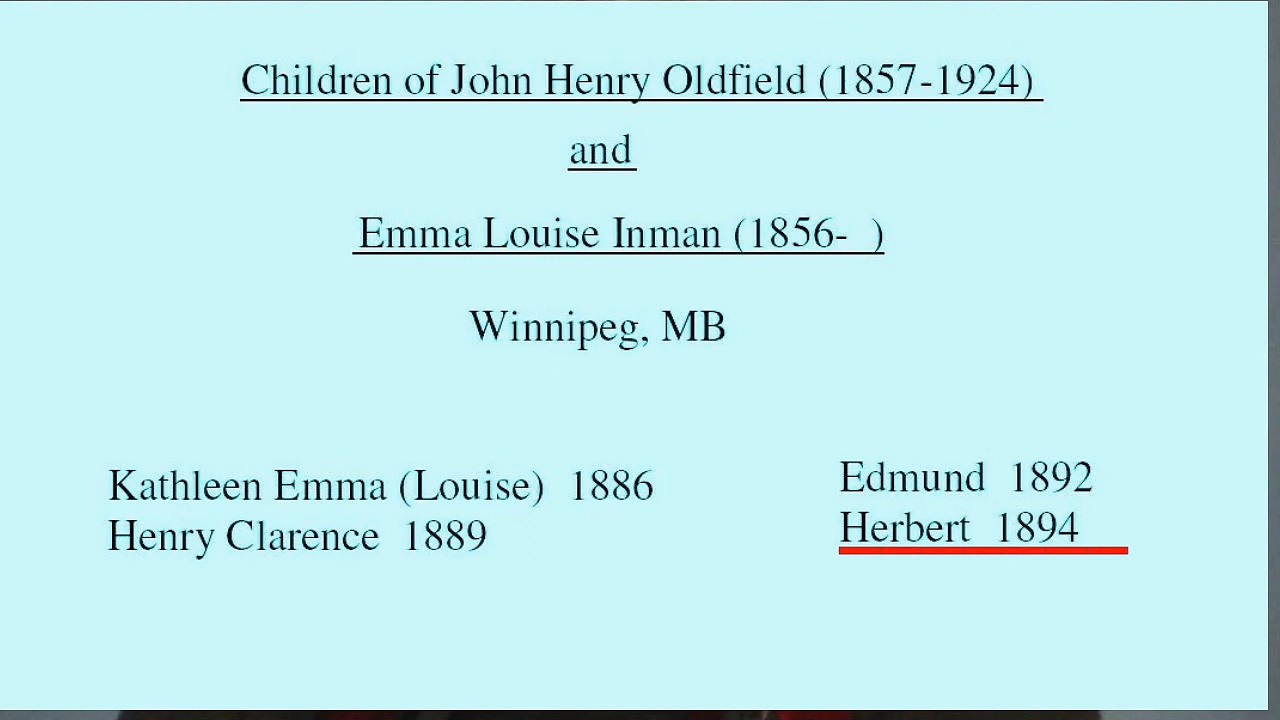 Children of John Henry Oldfield (1857-1924)
and
Emma Louise Inman (1856-  )
Winnipeg, MB
Kathleen Emma (Louise)  1886
Henry Clarence  1889
Edmund  1892
Herbert  1894